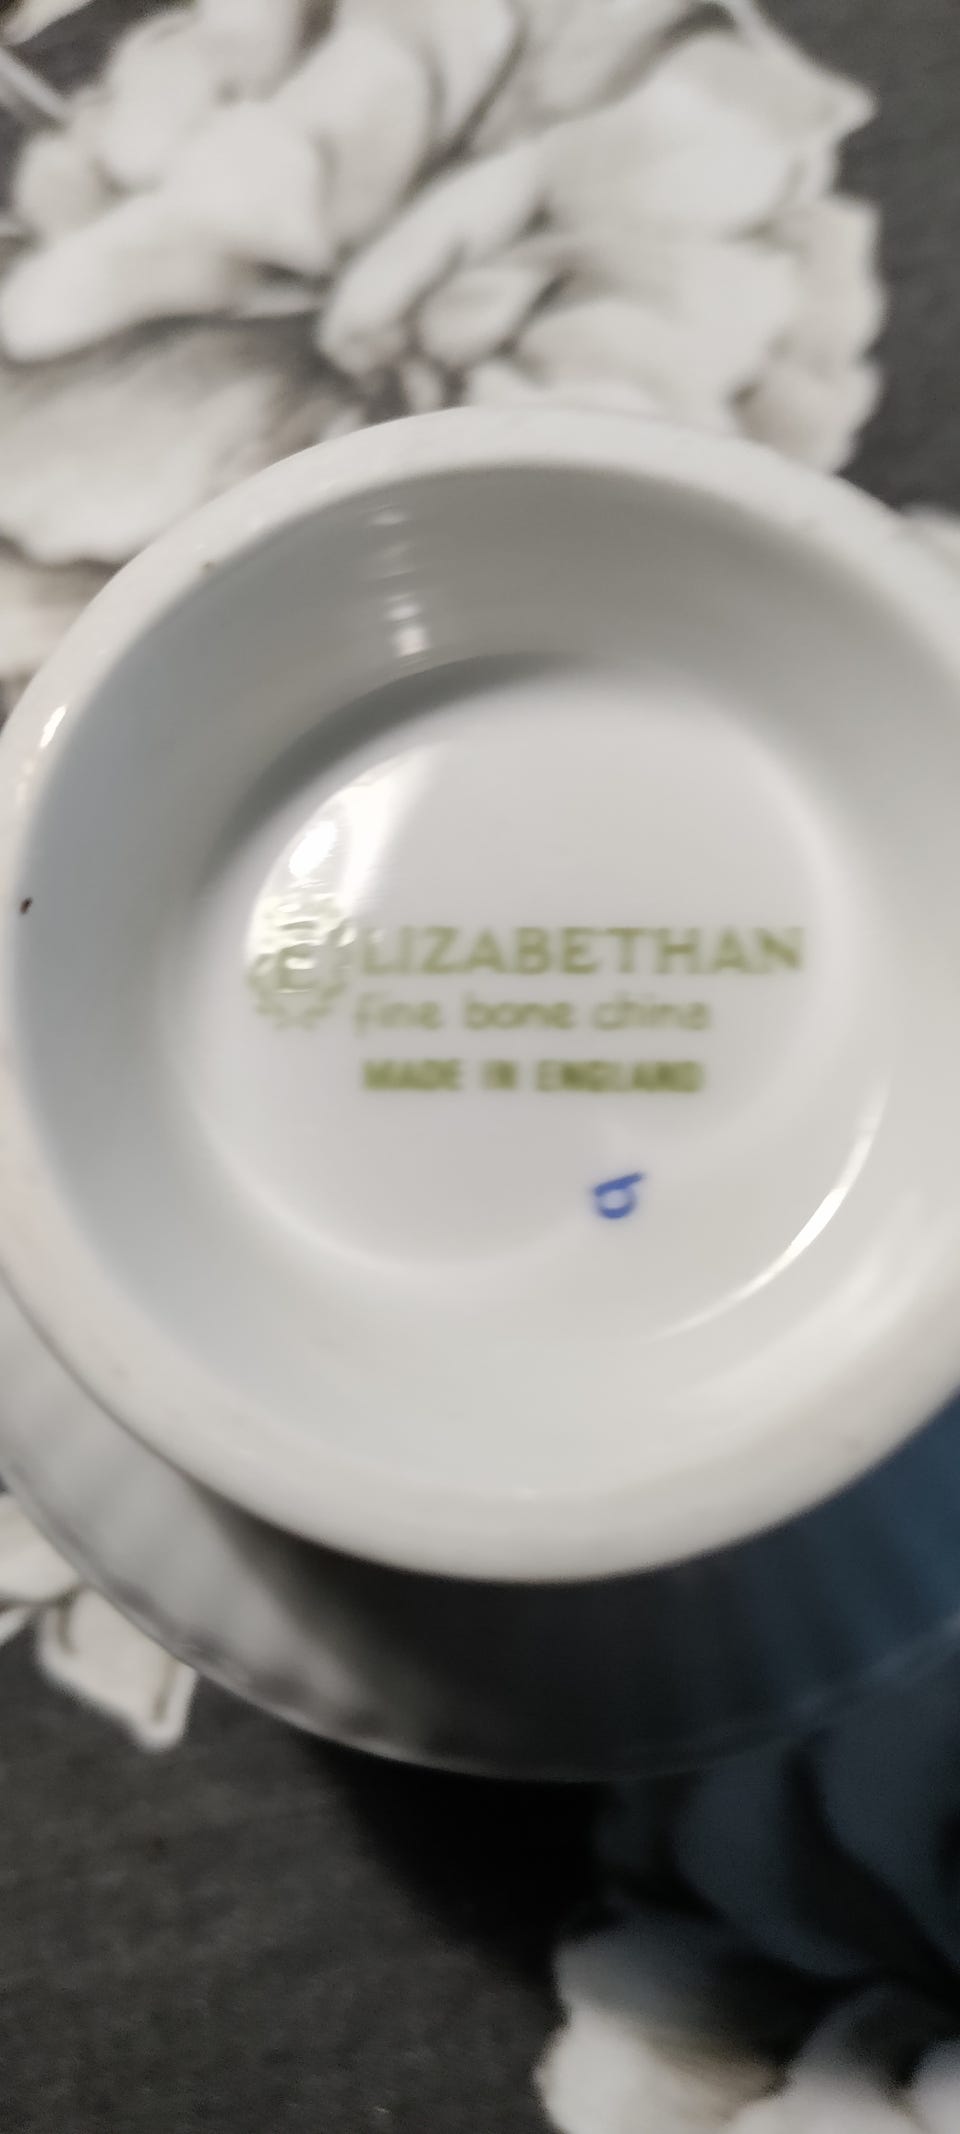 ELIZABETHAN
fine bone china
MADE IN ENGLAND